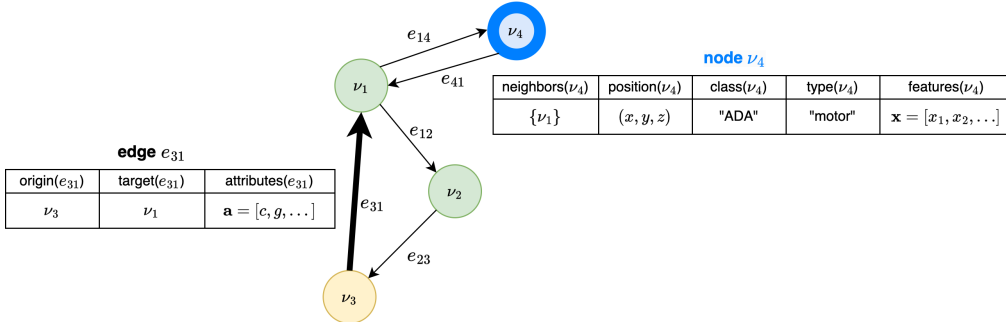 ν₄
e₁₄
e₄₁
ν₁
e₁₂
ν₂
e₃₁
e₂₃
ν₃
node ν₄
neighbors(ν₄) position(ν₄) class(ν₄) type(ν₄) features(ν₄)
{ν₁} (x, y, z) "ADA" "motor" 𝐱 = [x₁, x₂, …]
edge e₃₁
origin(e₃₁) target(e₃₁) attributes(e₃₁)
ν₃ ν₁ 𝐚 = [c, g, … ]